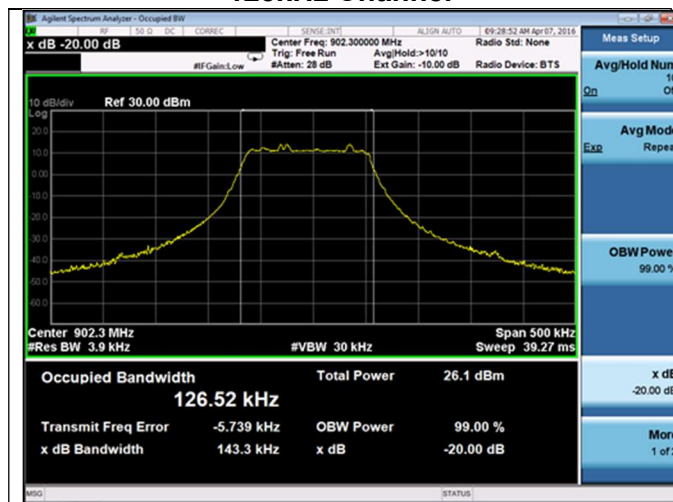 Agilent Spectrum Analyzer - Occupied BW
RF 50 Ω DC CORREC SENSE:INT ALIGN AUTO 09:28:52 AM Apr 07, 2016
x dB -20.00 dB
Center Freq: 902.300000 MHz Radio Std: None
Trig: Free Run Avg|Hold:>10/10
#IFGain:Low #Atten: 28 dB Ext Gain: -10.00 dB Radio Device: BTS
10 dB/div Ref 30.00 dBm
Log
20.0
10.0
0.00
-10.0
-20.0
-30.0
-40.0
-50.0
-60.0
Center 902.3 MHz Span 500 kHz
#Res BW 3.9 kHz #VBW 30 kHz Sweep 39.27 ms
Occupied Bandwidth Total Power 26.1 dBm
126.52 kHz
Transmit Freq Error -5.739 kHz OBW Power 99.00 %
x dB Bandwidth 143.3 kHz x dB -20.00 dB
MSG STATUS
Meas Setup
Avg/Hold Num
10
On
Avg Mode
Exp Repeat
OBW Power
99.00 %
x dB
-20.00 dB
More
1 of